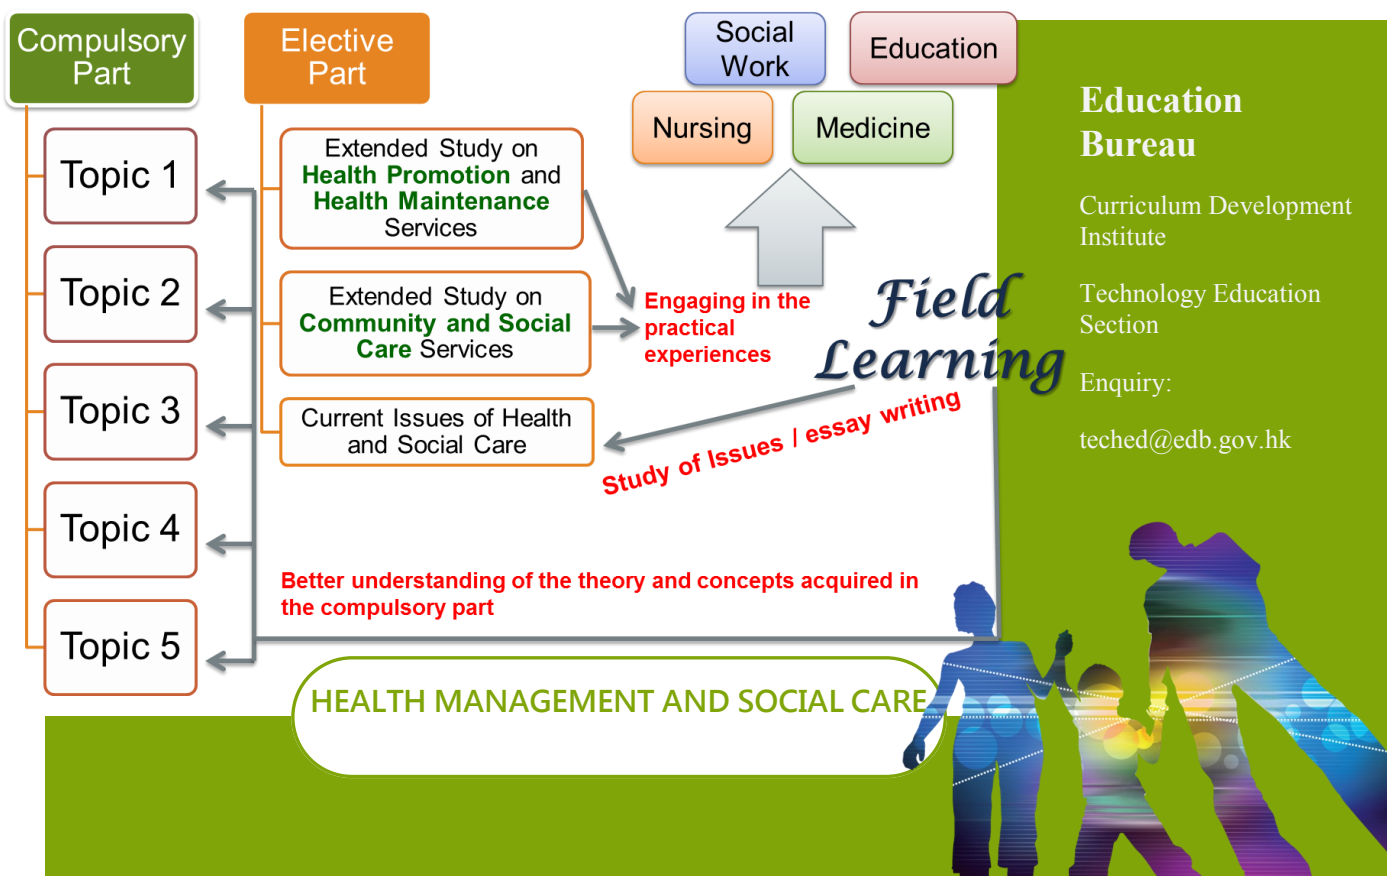 Compulsory
Part
Topic 1
Topic 2
Topic 3
Topic 4
Topic 5
Elective
Part
Extended Study on
Health Promotion and
Health Maintenance
Services
Extended Study on
Community and Social
Care Services
Current Issues of Health
and Social Care
Social
Work
Education
Nursing
Medicine
Engaging in the
practical
experiences
Field
Learning
Study of Issues / essay writing
Better understanding of the theory and concepts acquired in
the compulsory part
HEALTH MANAGEMENT AND SOCIAL CARE
Education
Bureau
Curriculum Development
Institute
Technology Education
Section
Enquiry:
teched@edb.gov.hk